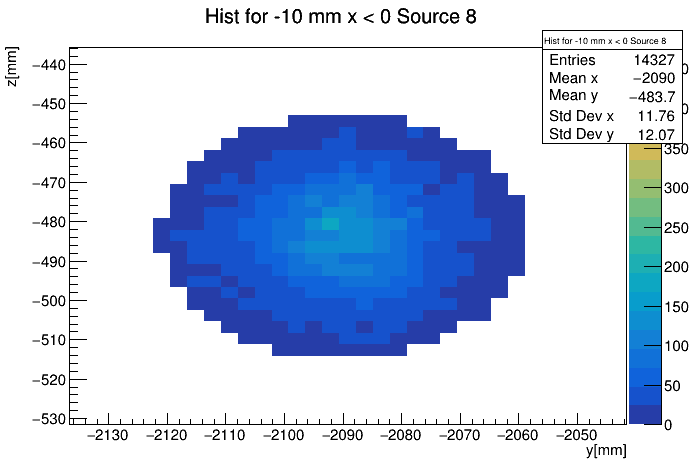 Hist for -10 mm x < 0 Source 8
Hist for -10 mm x < 0 Source 8
Entries 14327
Mean x −2090
Mean y −483.7
Std Dev x 11.76
Std Dev y 12.07
z[mm]
−440
−450
−460
−470
−480
−490
−500
−510
−520
−530
0
0
350
300
250
200
150
100
50
0
−2130 −2120 −2110 −2100 −2090 −2080 −2070 −2060 −2050
y[mm]